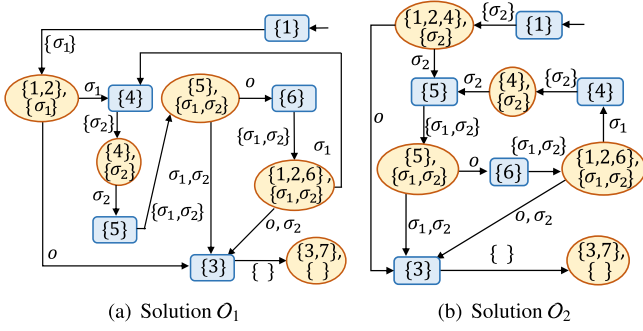 {1}
{σ₁}
{1,2},
{σ₁}
σ₁
{4}
{5},
{σ₁,σ₂}
o
{6}
{σ₂}
{σ₁,σ₂}
σ₁
{4},
{σ₂}
σ₂
{5}
{σ₁,σ₂}
σ₁,σ₂
{1,2,6},
{σ₁,σ₂}
o
o,σ₂
{3}
{ }
{3,7},
{ }
(a) Solution O₁
{1,2,4},
{σ₂}
{σ₂}
{1}
σ₂
o
{5}
σ₂
{4},
{σ₂}
{σ₂}
{4}
{σ₁,σ₂}
{σ₁,σ₂}
σ₁
{5},
{σ₁,σ₂}
o
{6}
{1,2,6},
{σ₁,σ₂}
σ₁,σ₂
o,σ₂
{3}
{ }
{3,7},
{ }
(b) Solution O₂